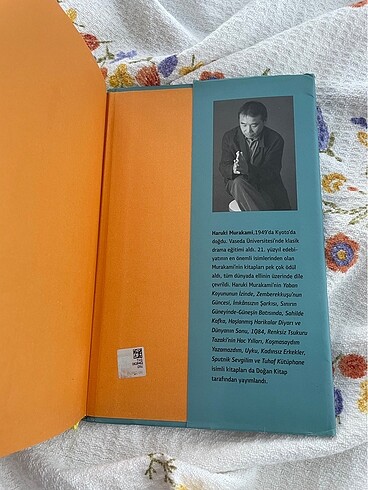 Haruki Murakami,1949'da Kyoto'da
doğdu. Vaseda Üniversitesi'nde klasik
drama eğitimi aldı. 21. yüzyıl edebi-
yatının en önemli isimlerinden olan
Murakami'nin kitapları pek çok ödül
aldı, tüm dünyada ellinin üzerinde dile
çevrildi. Haruki Murakami'nin Yaban
Koyununun İzinde, Zemberekkuşu'nun
Güncesi, İmkânsızın Şarkısı, Sınırın
Güneyinde-Güneşin Batısında, Sahilde
Kafka, Haşlanmış Harikalar Diyarı ve
Dünyanın Sonu, 1Q84, Renksiz Tsukuru
Tazaki'nin Hac Yılları, Koşmasaydım
Yazamazdım, Uyku, Kadınsız Erkekler,
Sputnik Sevgilim ve Tuhaf Kütüphane
isimli kitapları da Doğan Kitap
tarafından yayımlandı.